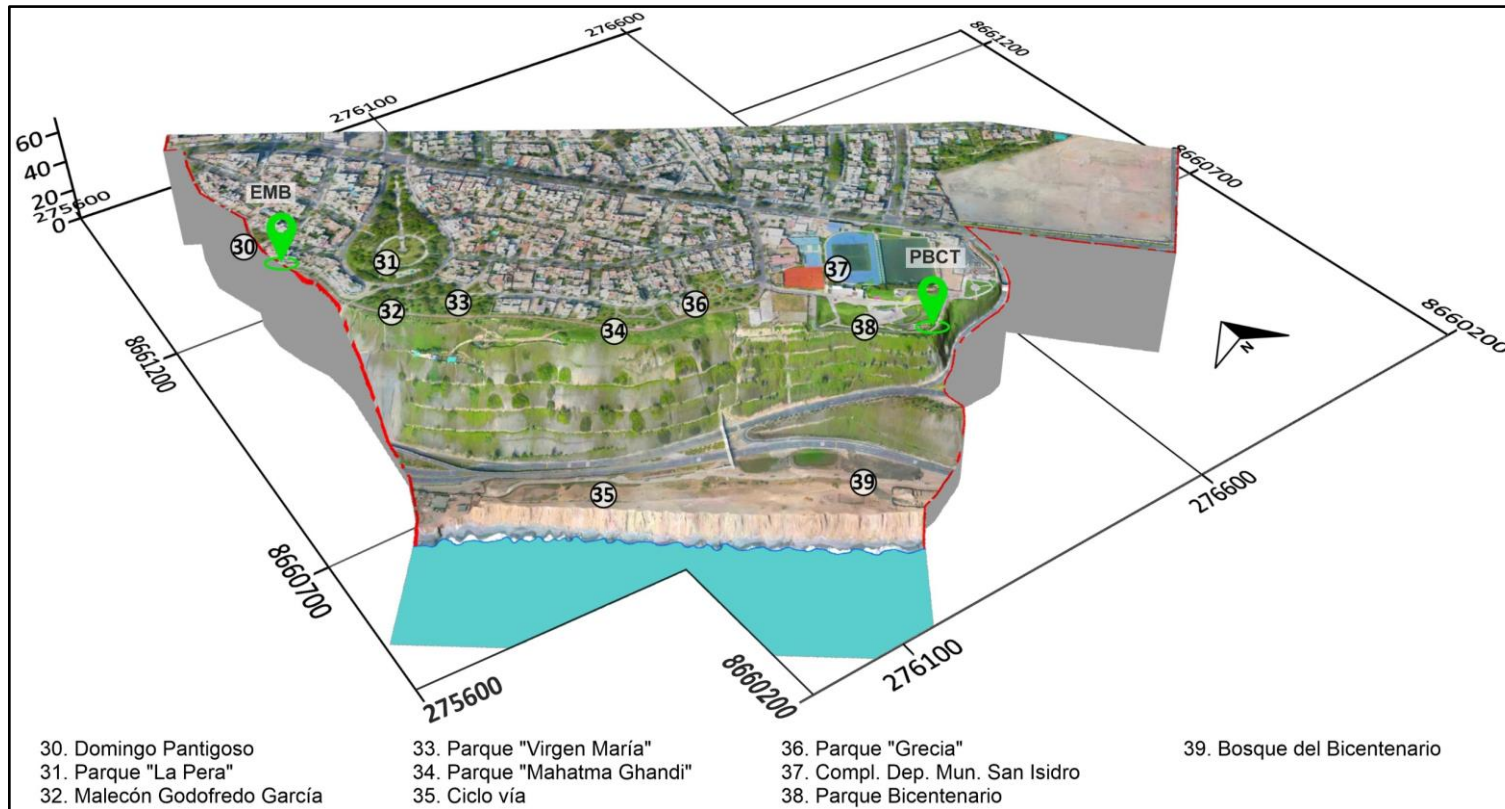 276600
8661200
276100
60
40
20
0
275600
8660700
EMB
30
31
37
PBCT
32
33
36
34
38
8660200
8661200
N
35
39
276600
8660700
276100
275600
8660200
30. Domingo Pantigoso
31. Parque "La Pera"
32. Malecón Godofredo García
33. Parque "Virgen María"
34. Parque "Mahatma Ghandi"
35. Ciclo vía
36. Parque "Grecia"
37. Compl. Dep. Mun. San Isidro
38. Parque Bicentenario
39. Bosque del Bicentenario